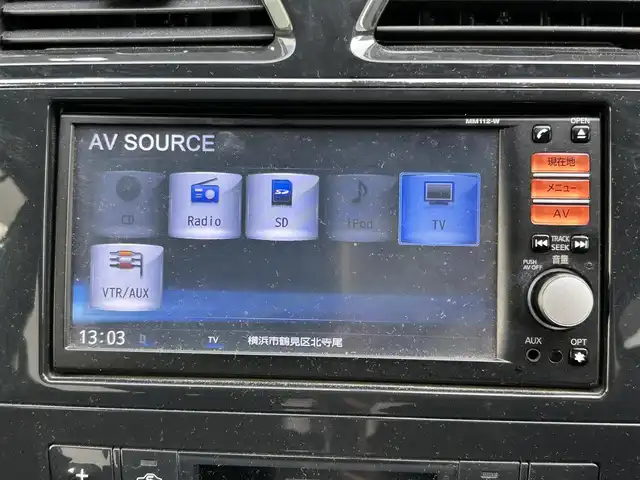 MM112-W
OPEN
AV SOURCE
現在地
メニュー
AV
CD
Radio
SD
iPod
TV
TRACK
SEEK
音量
PUSH
AV OFF
VTR/AUX
13:03
TV
横浜市鶴見区北寺尾
AUX
OPT